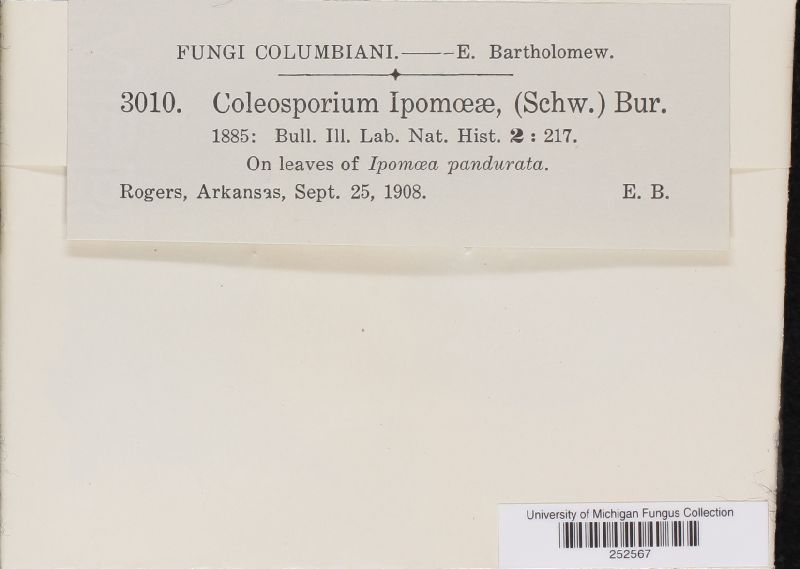 FUNGI COLUMBIANI.——E. Bartholomew.
3010. Coleosporium Ipomœæ, (Schw.) Bur.
1885: Bull. Ill. Lab. Nat. Hist. 2 : 217.
On leaves of Ipomœa pandurata.
Rogers, Arkansas, Sept. 25, 1908. E. B.
University of Michigan Fungus Collection
252567